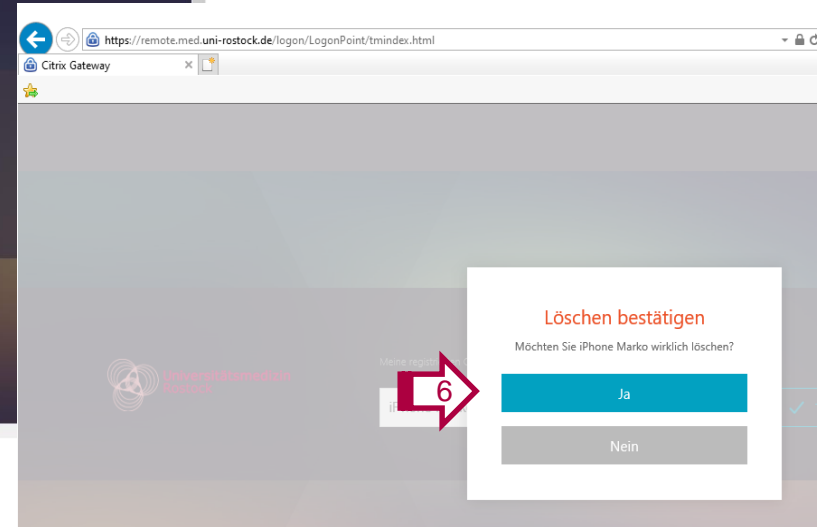 https://remote.med.uni-rostock.de/logon/LogonPoint/tmindex.html
Citrix Gateway
Löschen bestätigen
Möchten Sie iPhone Marko wirklich löschen?
Meine
6
Ja
Nein